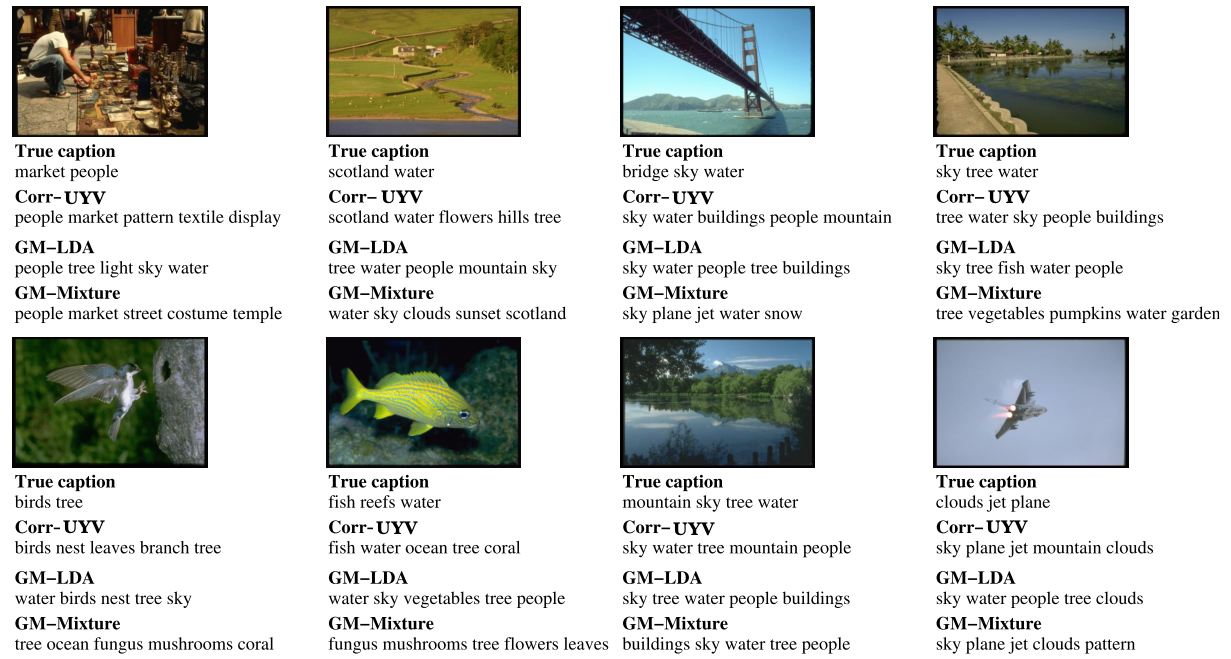 True caption
market people
Corr-UYV
people market pattern textile display
GM-LDA
people tree light sky water
GM-Mixture
people market street costume temple
True caption
scotland water
Corr- UYV
scotland water flowers hills tree
GM-LDA
tree water people mountain sky
GM-Mixture
water sky clouds sunset scotland
True caption
bridge sky water
Corr-UYV
sky water buildings people mountain
GM-LDA
sky water people tree buildings
GM-Mixture
sky plane jet water snow
True caption
sky tree water
Corr- UYV
tree water sky people buildings
GM-LDA
sky tree fish water people
GM-Mixture
tree vegetables pumpkins water garden
True caption
birds tree
Corr-UYV
birds nest leaves branch tree
GM-LDA
water birds nest tree sky
GM-Mixture
tree ocean fungus mushrooms coral
True caption
fish reefs water
Corr-UYV
fish water ocean tree coral
GM-LDA
water sky vegetables tree people
GM-Mixture
fungus mushrooms tree flowers leaves
True caption
mountain sky tree water
Corr-UYV
sky water tree mountain people
GM-LDA
sky tree water people buildings
GM-Mixture
buildings sky water tree people
True caption
clouds jet plane
Corr-UYV
sky plane jet mountain clouds
GM-LDA
sky water people tree clouds
GM-Mixture
sky plane jet clouds pattern